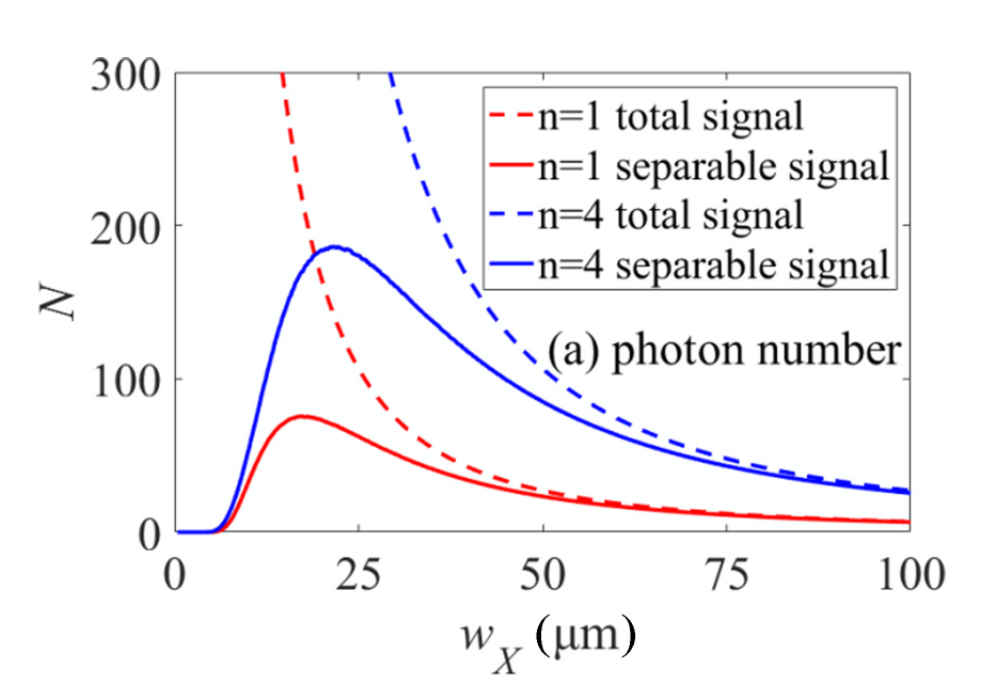 300
200
100
0
N
n=1 total signal
n=1 separable signal
n=4 total signal
n=4 separable signal
(a) photon number
0 25 50 75 100
w_X (μm)